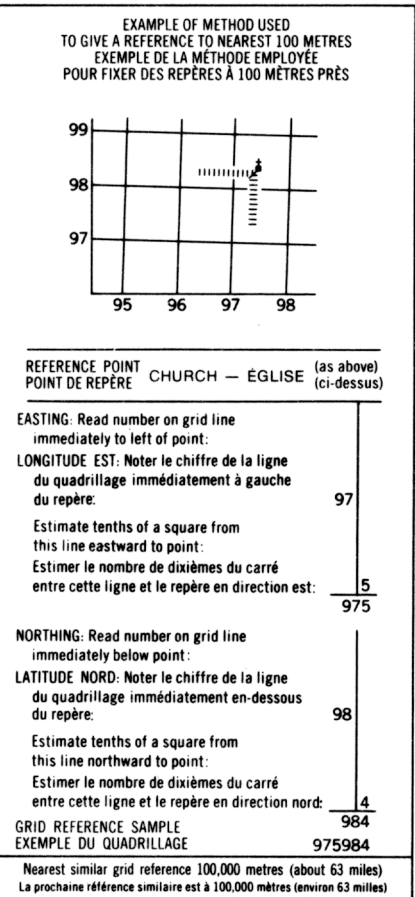 EXAMPLE OF METHOD USED
TO GIVE A REFERENCE TO NEAREST 100 METRES
EXEMPLE DE LA MÉTHODE EMPLOYÉE
POUR FIXER DES REPÈRES À 100 MÈTRES PRÈS
99
98
97
95 96 97 98
REFERENCE POINT
POINT DE REPÈRE
CHURCH — ÉGLISE
(as above)
(ci-dessus)
EASTING: Read number on grid line
immediately to left of point:
LONGITUDE EST: Noter le chiffre de la ligne
du quadrillage immédiatement à gauche
du repère: 97
Estimate tenths of a square from
this line eastward to point:
Estimer le nombre de dixièmes du carré
entre cette ligne et le repère en direction est: 5
975
NORTHING: Read number on grid line
immediately below point:
LATITUDE NORD: Noter le chiffre de la ligne
du quadrillage immédiatement en-dessous
du repère: 98
Estimate tenths of a square from
this line northward to point:
Estimer le nombre de dixièmes du carré
entre cette ligne et le repère en direction nord: 4
984
GRID REFERENCE SAMPLE
EXEMPLE DU QUADRILLAGE 975984
Nearest similar grid reference 100,000 metres (about 63 miles)
La prochaine référence similaire est à 100,000 mètres (environ 63 milles)